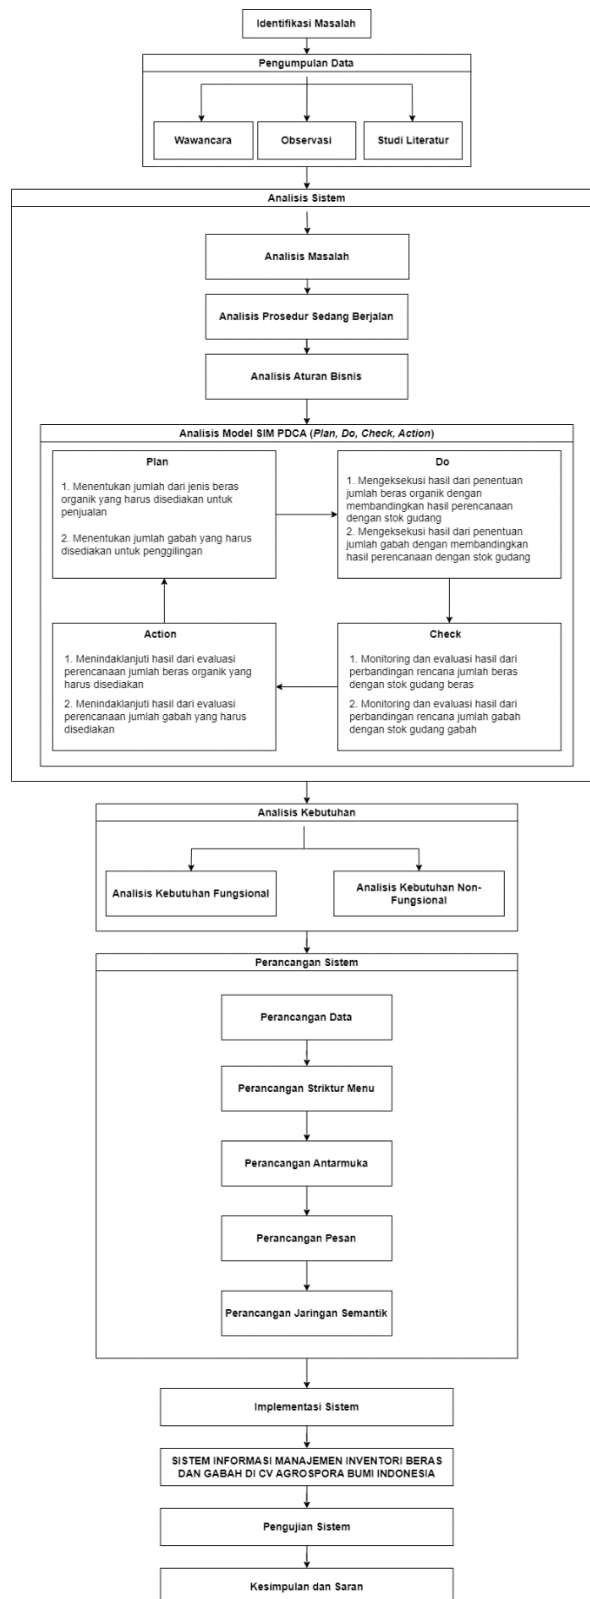 Identifikasi Masalah
Pengumpulan Data
Wawancara
Observasi
Studi Literatur
Analisis Sistem
Analisis Masalah
Analisis Prosedur Sedang Berjalan
Analisis Aturan Bisnis
Analisis Model SIM PDCA (Plan, Do, Check, Action)
Plan
1. Menentukan jumlah dari jenis beras
organik yang harus disediakan untuk
penjualan
2. Menentukan jumlah gabah yang harus
disediakan untuk penggilingan
Do
1. Mengeksekusi hasil dari penentuan
jumlah beras organik dengan
membandingkan hasil perencanaan
dengan stok gudang
2. Mengeksekusi hasil dari penentuan
jumlah gabah dengan membandingkan
hasil perencanaan dengan stok gudang
Action
1. Menindaklanjuti hasil dari evaluasi
perencanaan jumlah beras organik yang
harus disediakan
2. Menindaklanjuti hasil dari evaluasi
perencanaan jumlah gabah yang harus
disediakan
Check
1. Monitoring dan evaluasi hasil dari
perbandingan rencana jumlah beras
dengan stok gudang beras
2. Monitoring dan evaluasi hasil dari
perbandingan rencana jumlah gabah
dengan stok gudang gabah
Analisis Kebutuhan
Analisis Kebutuhan Fungsional
Analisis Kebutuhan Non-
Fungsional
Perancangan Sistem
Perancangan Data
Perancangan Striktur Menu
Perancangan Antarmuka
Perancangan Pesan
Perancangan Jaringan Semantik
Implementasi Sistem
SISTEM INFORMASI MANAJEMEN INVENTORI BERAS
DAN GABAH DI CV AGROSPORA BUMI INDONESIA
Pengujian Sistem
Kesimpulan dan Saran